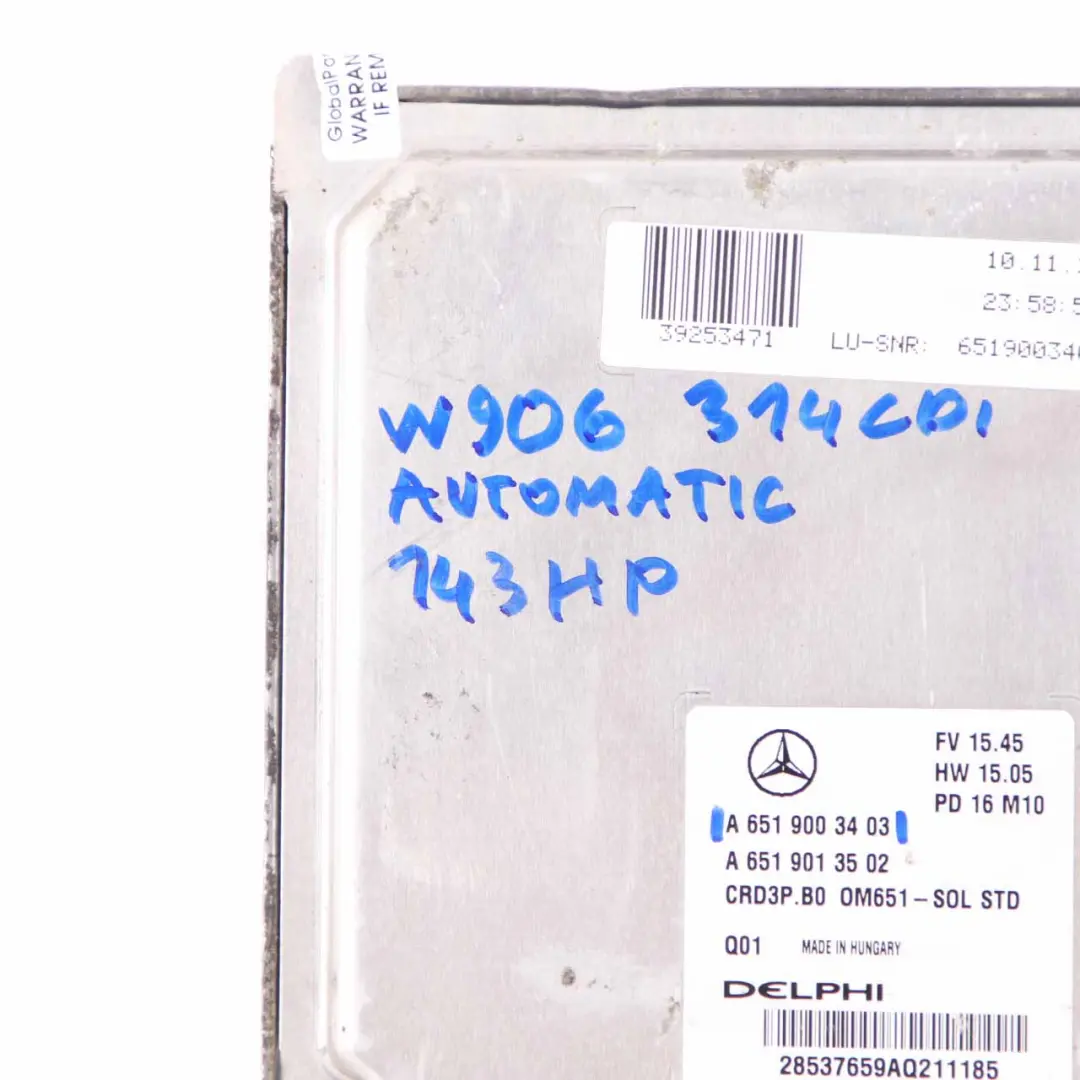 GlobalPar
WARRAN
IF REM
10.11.
23:58:5
39253471
LU-SNR: 651900340
W906 314CDI
AUTOMATIC
143HP
FV 15.45
HW 15.05
PD 16 M10
A 651 900 34 03
A 651 901 35 02
CRD3P.B0 OM651-SOL STD
Q01 MADE IN HUNGARY
DELPHI
28537659AQ211185